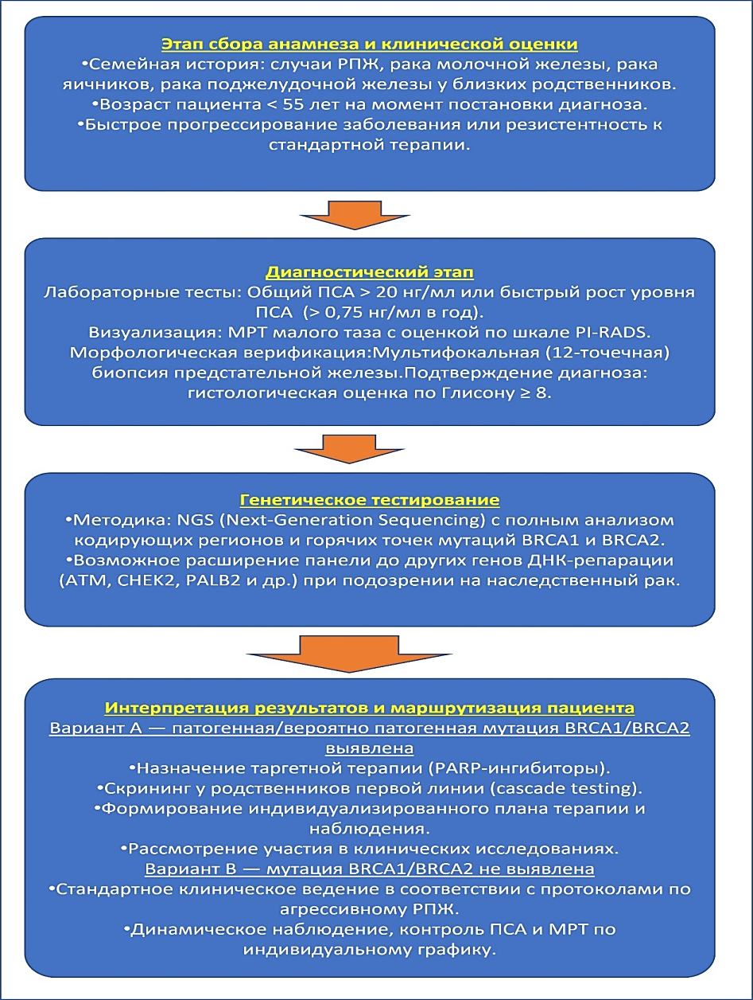 Этап сбора анамнеза и клинической оценки
•Семейная история: случаи РПЖ, рака молочной железы, рака
яичников, рака поджелудочной железы у близких родственников.
•Возраст пациента < 55 лет на момент постановки диагноза.
•Быстрое прогрессирование заболевания или резистентность к
стандартной терапии.
Диагностический этап
Лабораторные тесты: Общий ПСА > 20 нг/мл или быстрый рост уровня
ПСА (> 0,75 нг/мл в год).
Визуализация: МРТ малого таза с оценкой по шкале PI-RADS.
Морфологическая верификация:Мультифокальная (12-точечная)
биопсия предстательной железы.Подтверждение диагноза:
гистологическая оценка по Глисону ≥ 8.
Генетическое тестирование
•Методика: NGS (Next-Generation Sequencing) с полным анализом
кодирующих регионов и горячих точек мутаций BRCA1 и BRCA2.
•Возможное расширение панели до других генов ДНК-репарации
(ATM, CHEK2, PALB2 и др.) при подозрении на наследственный рак.
Интерпретация результатов и маршрутизация пациента
Вариант A — патогенная/вероятно патогенная мутация BRCA1/BRCA2
выявлена
•Назначение таргетной терапии (PARP-ингибиторы).
•Скрининг у родственников первой линии (cascade testing).
•Формирование индивидуализированного плана терапии и
наблюдения.
•Рассмотрение участия в клинических исследованиях.
Вариант B — мутация BRCA1/BRCA2 не выявлена
•Стандартное клиническое ведение в соответствии с протоколами по
агрессивному РПЖ.
•Динамическое наблюдение, контроль ПСА и МРТ по
индивидуальному графику.